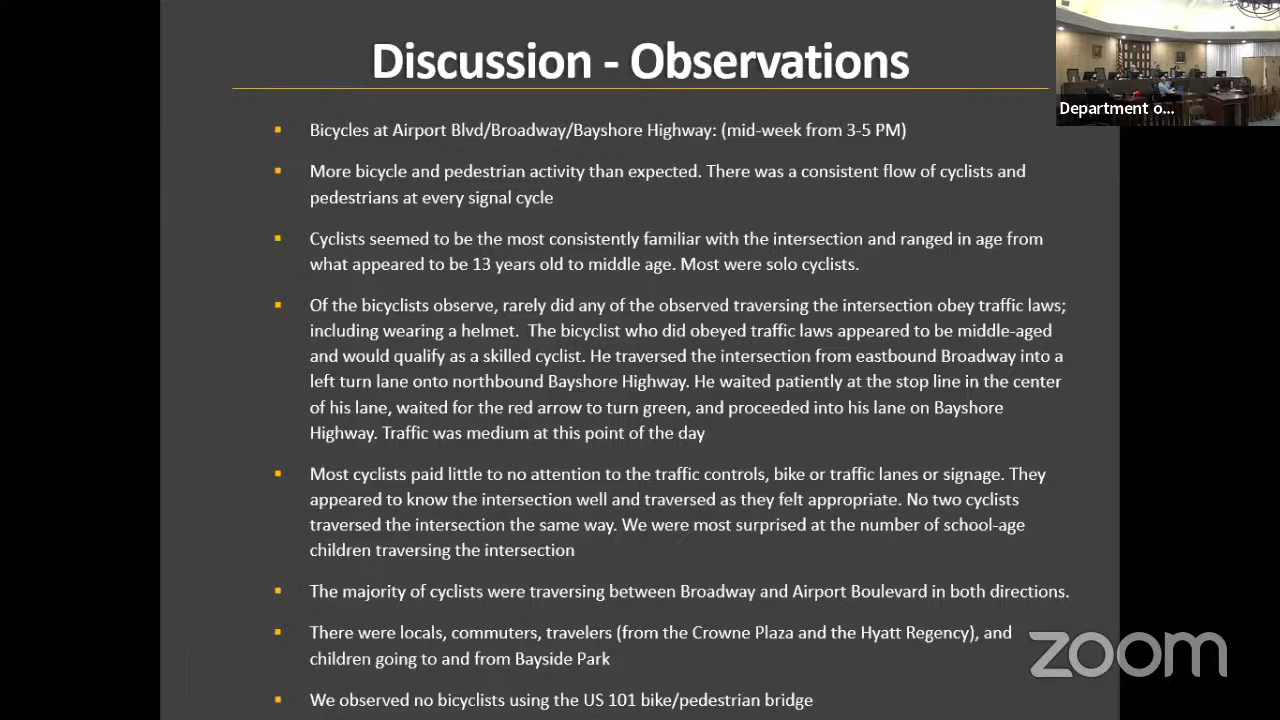 Discussion - Observations
Department o...
Bicycles at Airport Blvd/Broadway/Bayshore Highway: (mid-week from 3-5 PM)
More bicycle and pedestrian activity than expected. There was a consistent flow of cyclists and
pedestrians at every signal cycle
Cyclists seemed to be the most consistently familiar with the intersection and ranged in age from
what appeared to be 13 years old to middle age. Most were solo cyclists.
Of the bicyclists observe, rarely did any of the observed traversing the intersection obey traffic laws;
including wearing a helmet. The bicyclist who did obeyed traffic laws appeared to be middle-aged
and would qualify as a skilled cyclist. He traversed the intersection from eastbound Broadway into a
left turn lane onto northbound Bayshore Highway. He waited patiently at the stop line in the center
of his lane, waited for the red arrow to turn green, and proceeded into his lane on Bayshore
Highway. Traffic was medium at this point of the day
Most cyclists paid little to no attention to the traffic controls, bike or traffic lanes or signage. They
appeared to know the intersection well and traversed as they felt appropriate. No two cyclists
traversed the intersection the same way. We were most surprised at the number of school-age
children traversing the intersection
The majority of cyclists were traversing between Broadway and Airport Boulevard in both directions.
There were locals, commuters, travelers (from the Crowne Plaza and the Hyatt Regency), and
children going to and from Bayside Park
zoom
We observed no bicyclists using the US 101 bike/pedestrian bridge